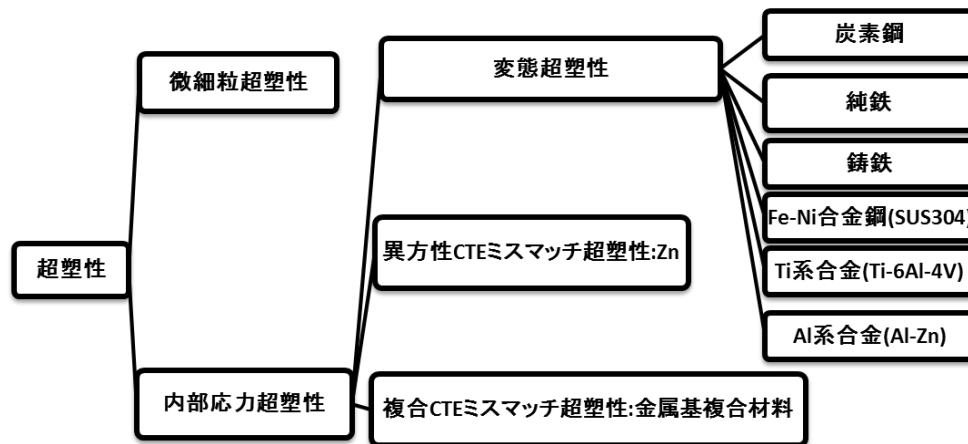 超塑性
微細粒超塑性
内部応力超塑性
変態超塑性
異方性CTEミスマッチ超塑性:Zn
複合CTEミスマッチ超塑性:金属基複合材料
炭素鋼
純鉄
鋳鉄
Fe-Ni合金鋼(SUS304)
Ti系合金(Ti-6Al-4V)
Al系合金(Al-Zn)